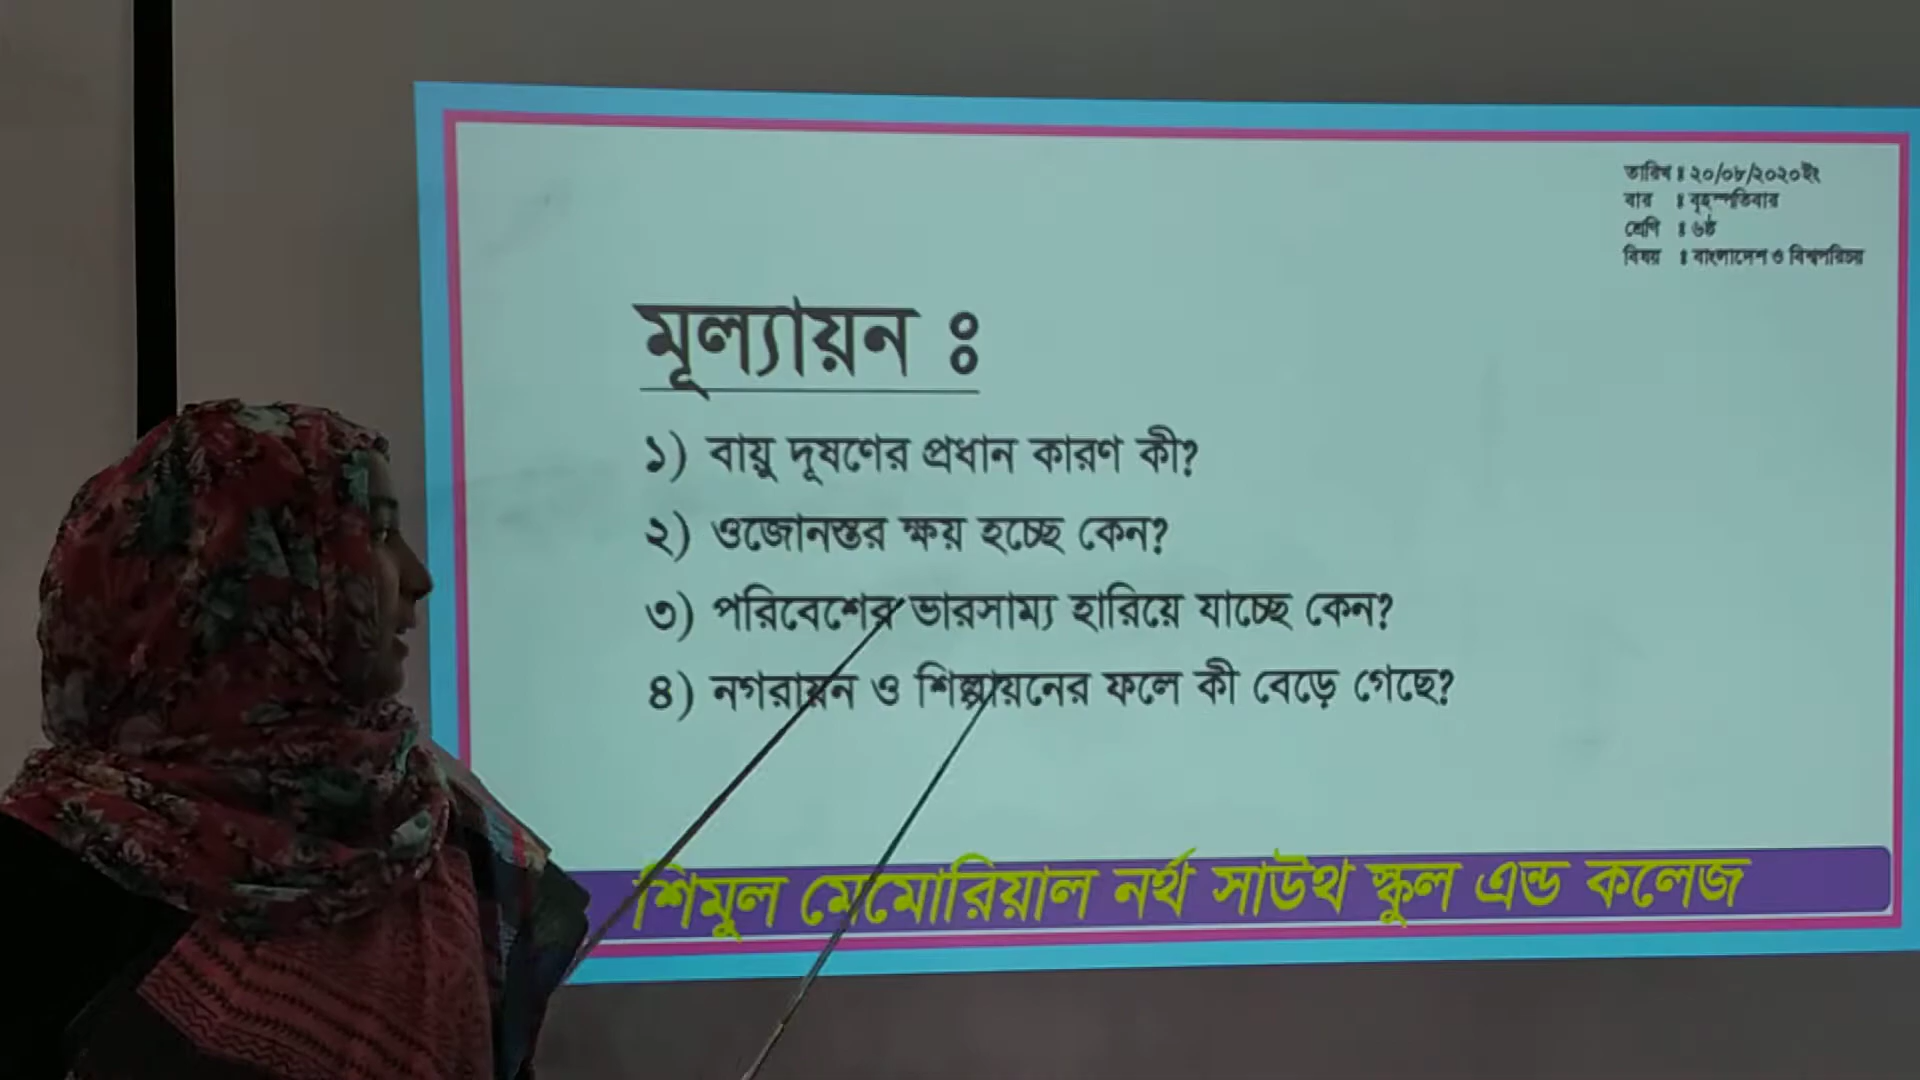 তারিখ ঃ ২০/০৮/২০২০ইং
বার ঃ বৃহস্পতিবার
শ্রেণি ঃ ৬ষ্ঠ
বিষয় ঃ বাংলাদেশ ও বিশ্বপরিচয়
মূল্যায়ন ঃ
১) বায়ু দূষণের প্রধান কারণ কী?
২) ওজোনস্তর ক্ষয় হচ্ছে কেন?
৩) পরিবেশের ভারসাম্য হারিয়ে যাচ্ছে কেন?
৪) নগরায়ন ও শিল্পায়নের ফলে কী বেড়ে গেছে?
শিমুল মেমোরিয়াল নর্থ সাউথ স্কুল এন্ড কলেজ